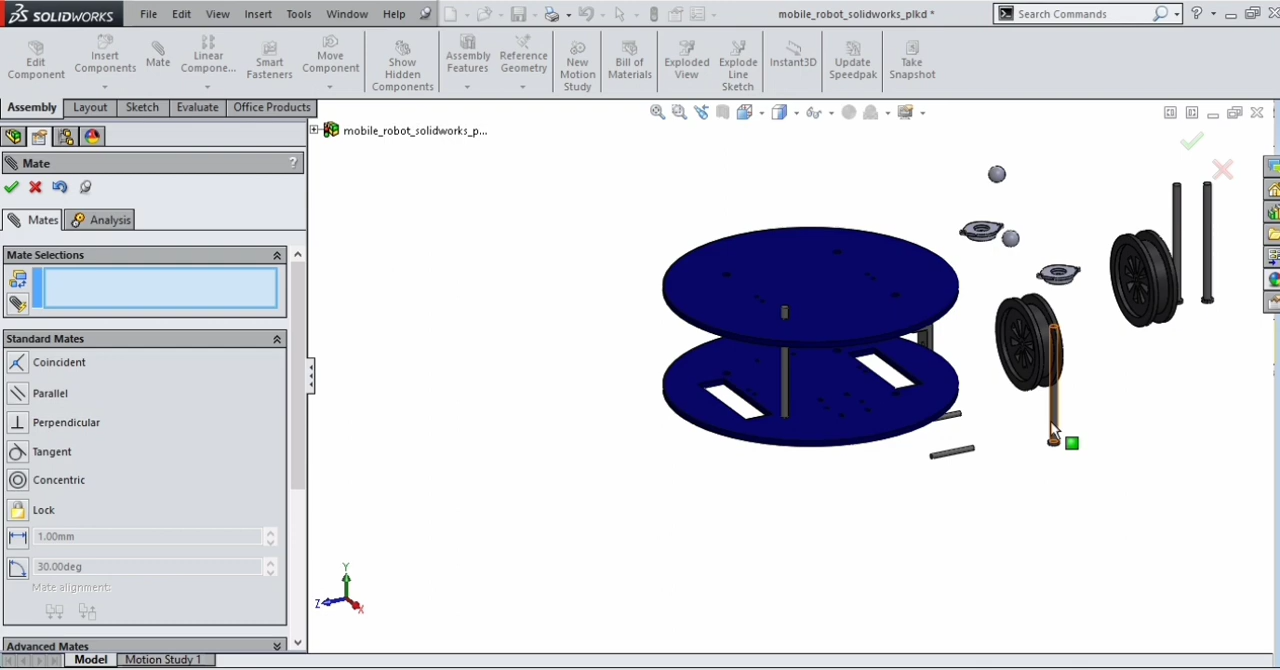 SOLIDWORKS File Edit View Insert Tools Window Help mobile_robot_solidworks_plkd * Search Commands ?
Edit Component
Insert Components
Mate
Linear Compone...
Smart Fasteners
Move Component
Show Hidden Components
Assembly Features
Reference Geometry
New Motion Study
Bill of Materials
Exploded View
Explode Line Sketch
Instant3D
Update Speedpak
Take Snapshot
Assembly Layout Sketch Evaluate Office Products
mobile_robot_solidworks_p...
Mate ?
Mates Analysis
Mate Selections
Standard Mates
Coincident
Parallel
Perpendicular
Tangent
Concentric
Lock
1.00mm
30.00deg
Mate alignment:
Advanced Mates
Y
Z X
Model Motion Study 1